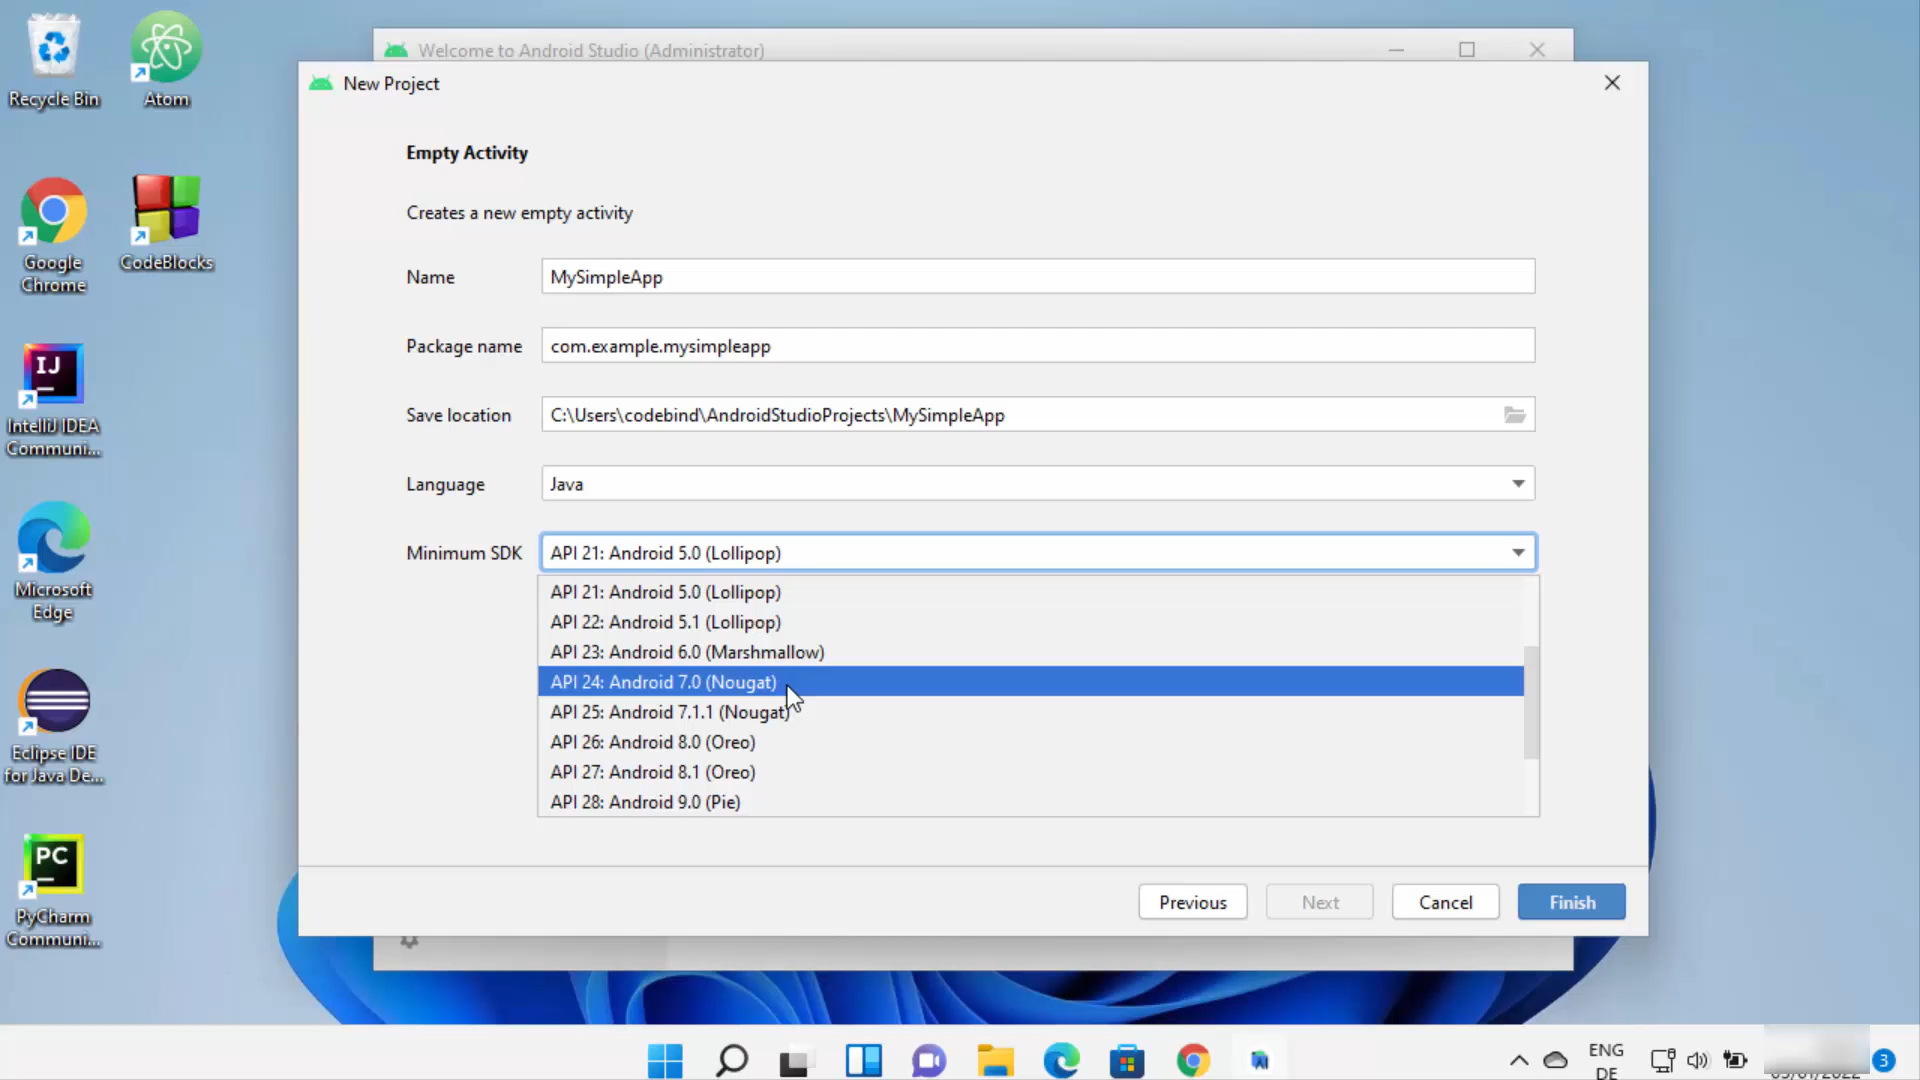 Recycle Bin
Atom
Google
Chrome
CodeBlocks
IJ
IntelliJ IDEA
Communi...
Microsoft
Edge
Eclipse IDE
for Java De...
PC
PyCharm
Communi...
Welcome to Android Studio (Administrator)
New Project
Empty Activity
Creates a new empty activity
Name
MySimpleApp
Package name
com.example.mysimpleapp
Save location
C:\Users\codebind\AndroidStudioProjects\MySimpleApp
Language
Java
Minimum SDK
API 21: Android 5.0 (Lollipop)
API 21: Android 5.0 (Lollipop)
API 22: Android 5.1 (Lollipop)
API 23: Android 6.0 (Marshmallow)
API 24: Android 7.0 (Nougat)
API 25: Android 7.1.1 (Nougat)
API 26: Android 8.0 (Oreo)
API 27: Android 8.1 (Oreo)
API 28: Android 9.0 (Pie)
Previous
Next
Cancel
Finish
ENG
DE
3